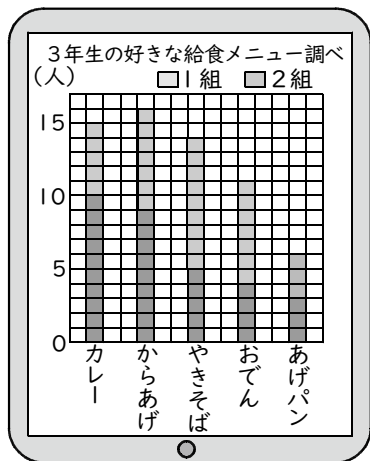 3年生の好きな給食メニュー調べ
(人) 1組 2組
15
10
5
0
カレー
からあげ
やきそば
おでん
あげパン